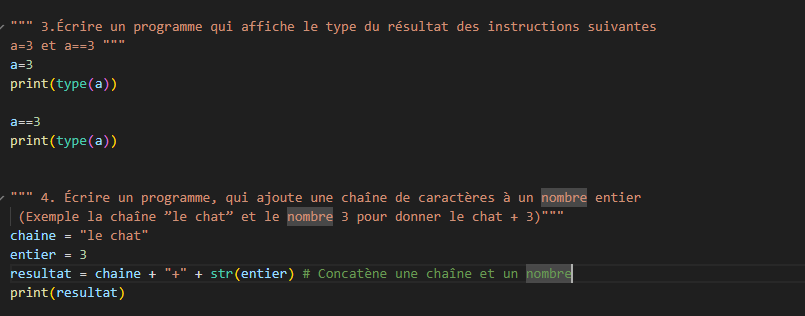 """ 3.Écrire un programme qui affiche le type du résultat des instructions suivantes
a=3 et a==3 """
a=3
print(type(a))
a==3
print(type(a))
""" 4. Écrire un programme, qui ajoute une chaîne de caractères à un nombre entier
(Exemple la chaîne ”le chat” et le nombre 3 pour donner le chat + 3)"""
chaine = "le chat"
entier = 3
resultat = chaine + "+" + str(entier) # Concatène une chaîne et un nombre
print(resultat)